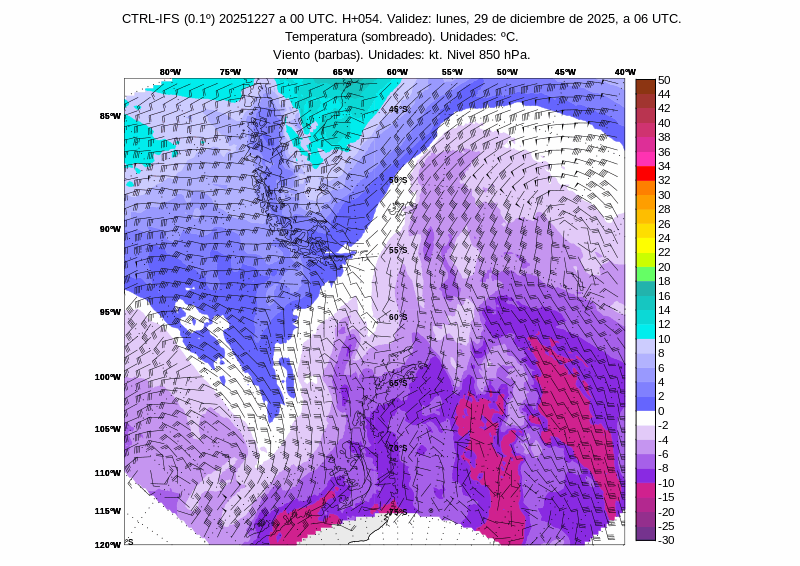 CTRL-IFS (0.1º) 20251227 a 00 UTC. H+054. Validez: lunes, 29 de diciembre de 2025, a 06 UTC.
Temperatura (sombreado). Unidades: ºC.
Viento (barbas). Unidades: kt. Nivel 850 hPa.
80°W 75°W 70°W 65°W 60°W 55°W 50°W 45°W 40°W
85°W
90°W
95°W
100°W
105°W
110°W
115°W
120°W
°S
45°S
50°S
55°S
60°S
65°S
70°S
75°S
50
44
42
40
38
36
34
32
30
28
26
24
22
20
18
16
14
12
10
8
6
4
2
0
-2
-4
-6
-8
-10
-15
-20
-25
-30